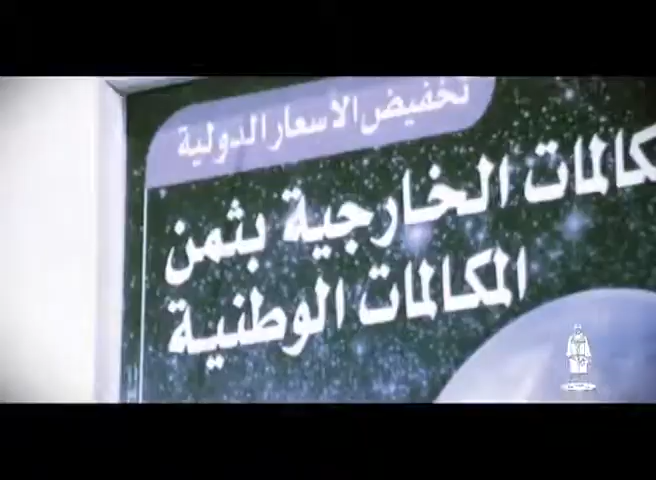 تخفيض الاسعار الدولية
المكالمات الخارجية بثمن
المكالمات الوطنية